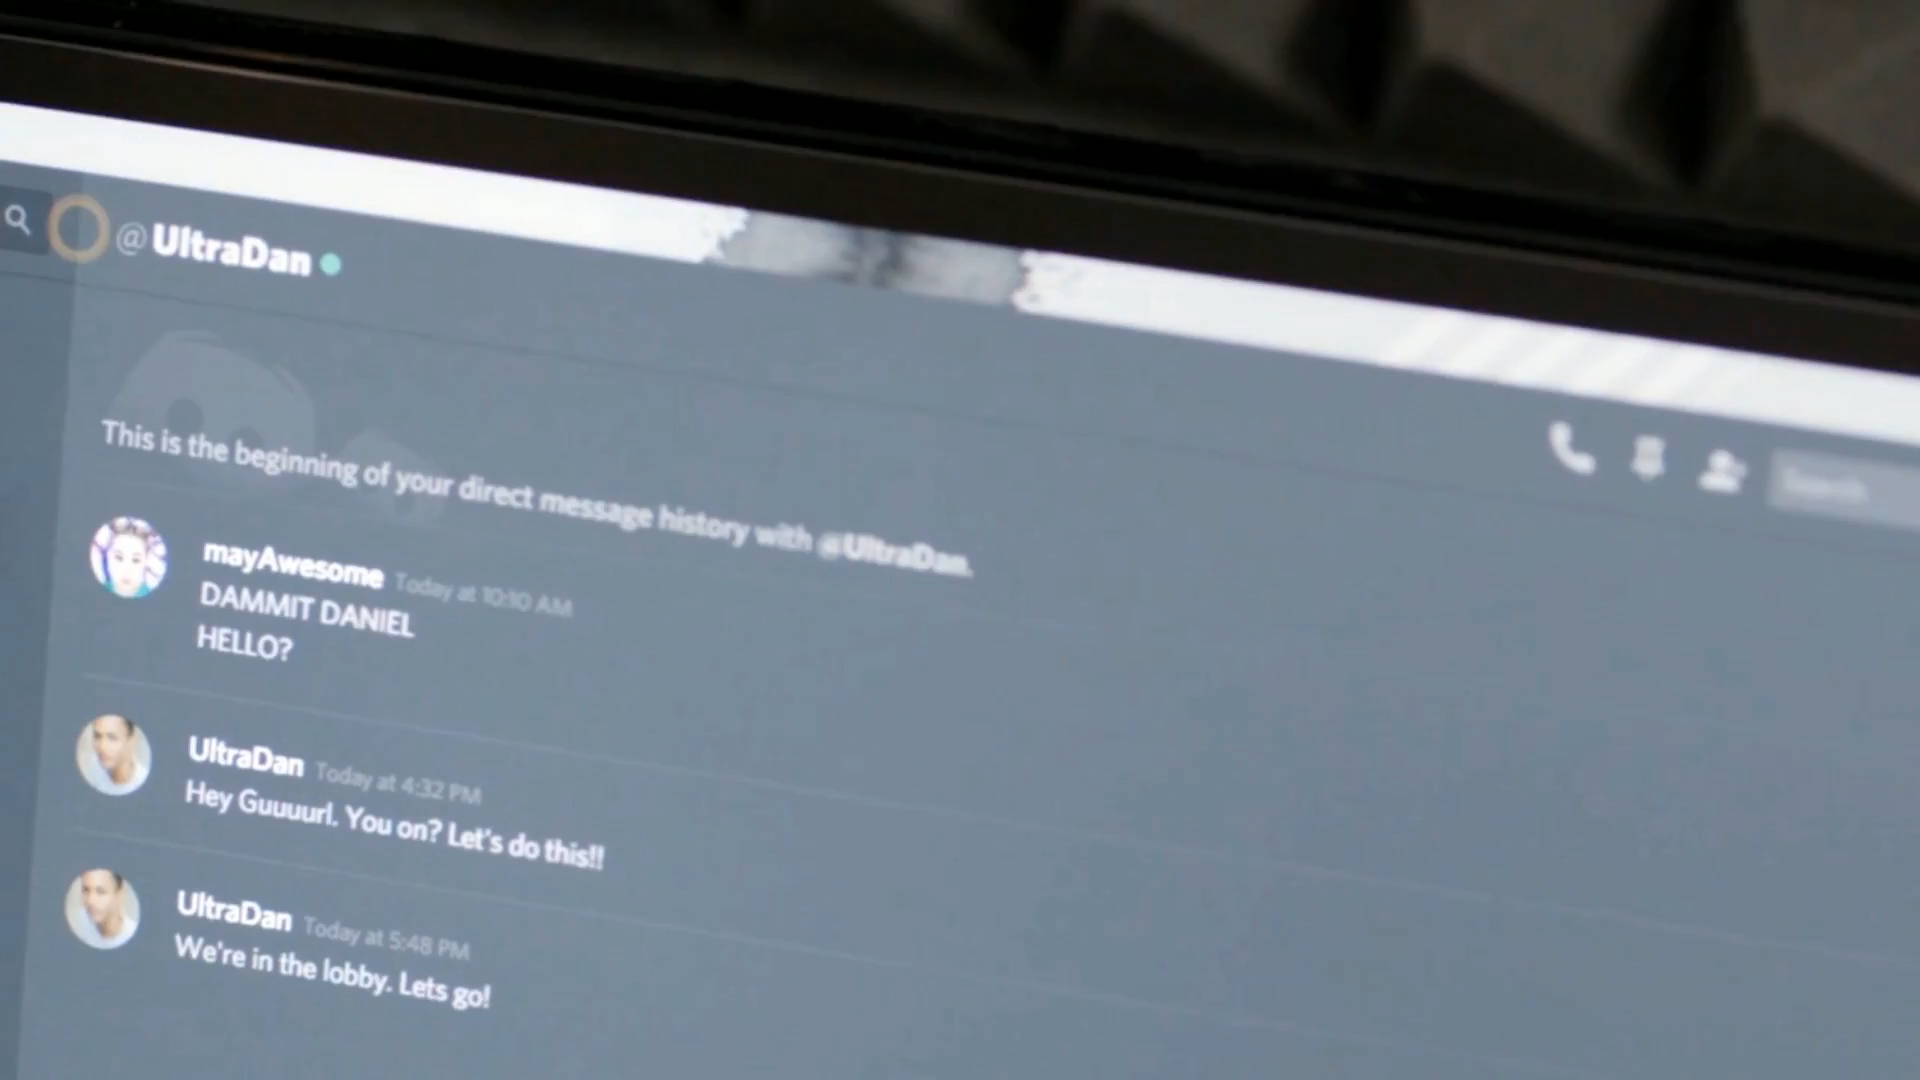 @UltraDan
Search
This is the beginning of your direct message history with @UltraDan.
mayAwesome Today at 10:10 AM
DAMMIT DANIEL
HELLO?
UltraDan Today at 4:32 PM
Hey Guuuurl. You on? Let's do this!!
UltraDan Today at 5:48 PM
We're in the lobby. Lets go!